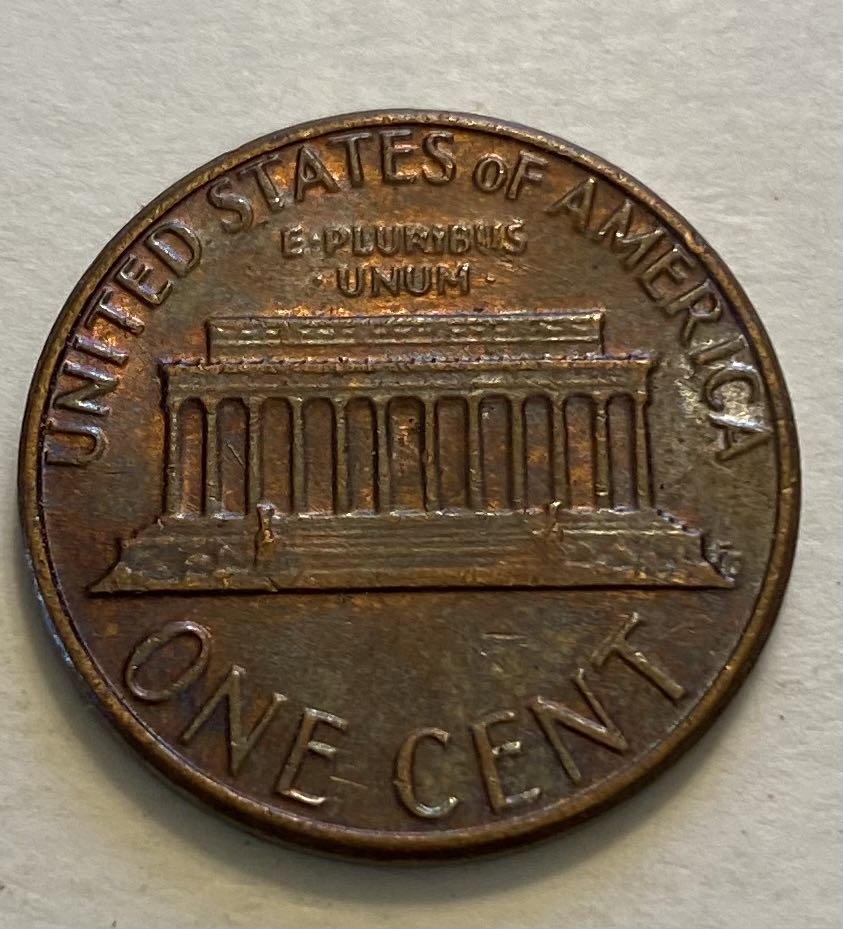 UNITED STATES OF AMERICA
E·PLURIBUS
·UNUM·
ONE CENT